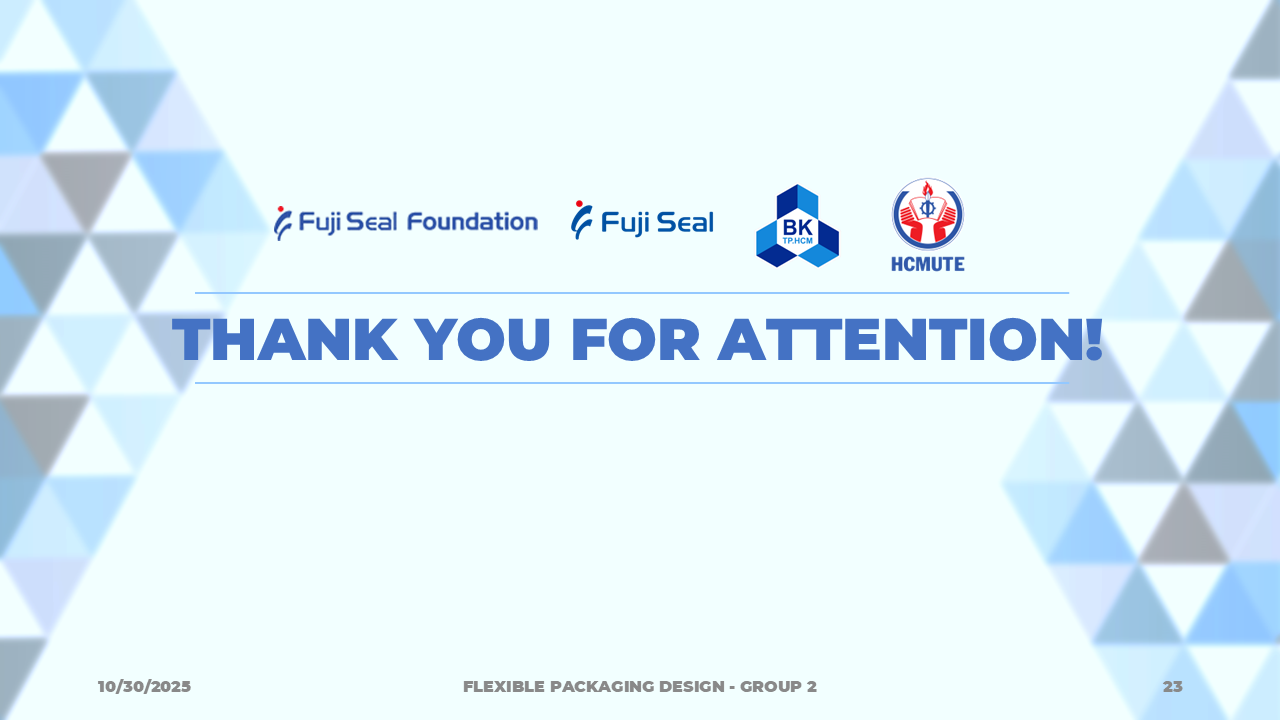 Fuji Seal Foundation
Fuji Seal
BK
TP.HCM
HCMUTE
THANK YOU FOR ATTENTION!
10/30/2025
FLEXIBLE PACKAGING DESIGN - GROUP 2
23